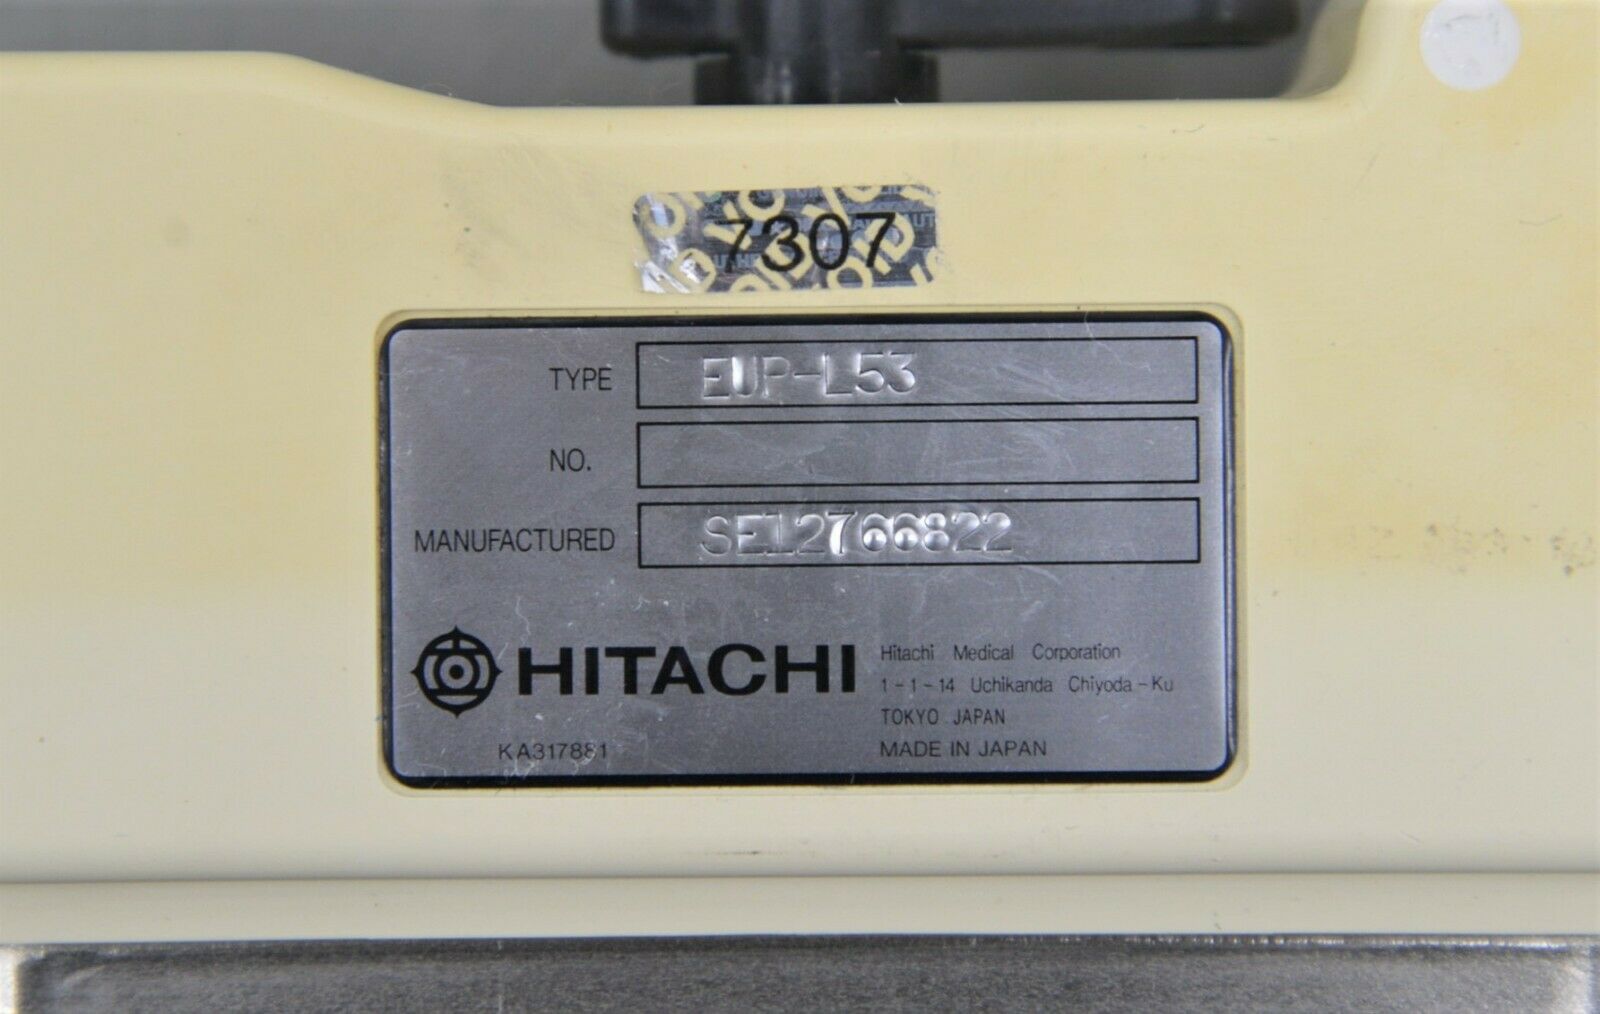 7307
TYPE EUP-L53
NO.
MANUFACTURED SE12766822
HITACHI
Hitachi Medical Corporation
1-1-14 Uchikanda Chiyoda-Ku
TOKYO JAPAN
KA317881
MADE IN JAPAN